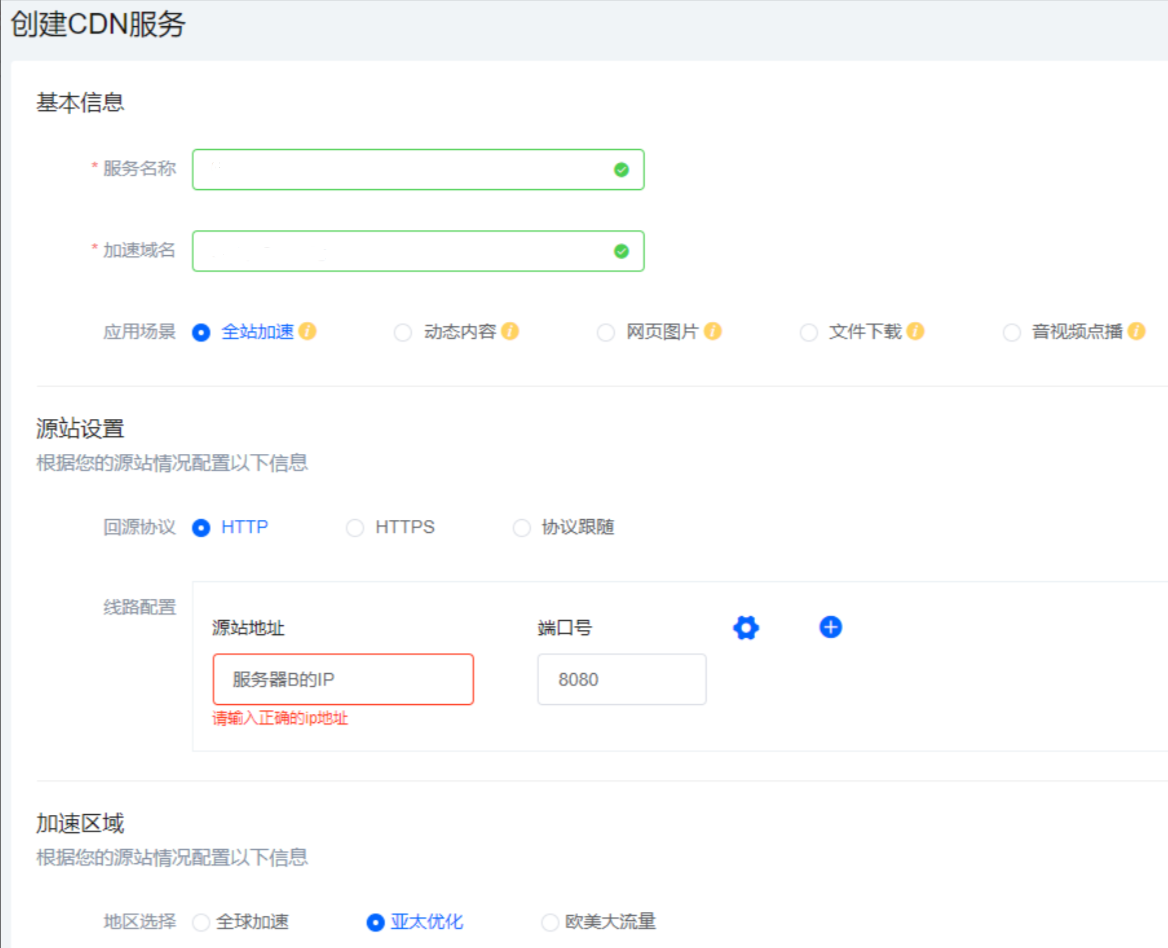 创建CDN服务
基本信息
* 服务名称
* 加速域名
应用场景 全站加速 动态内容 网页图片 文件下载 音视频点播
源站设置
根据您的源站情况配置以下信息
回源协议 HTTP HTTPS 协议跟随
线路配置
源站地址 端口号
服务器B的IP 8080
请输入正确的ip地址
加速区域
根据您的源站情况配置以下信息
地区选择 全球加速 亚太优化 欧美大流量